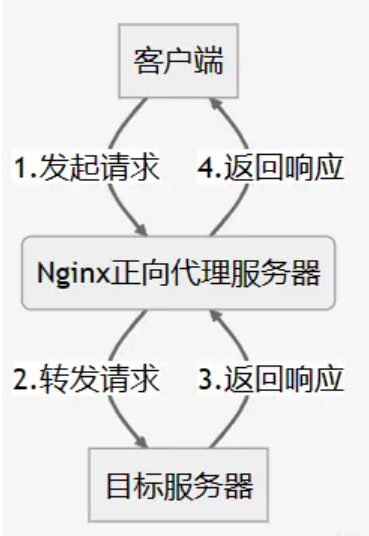 客户端
1.发起请求
4.返回响应
Nginx正向代理服务器
2.转发请求
3.返回响应
目标服务器